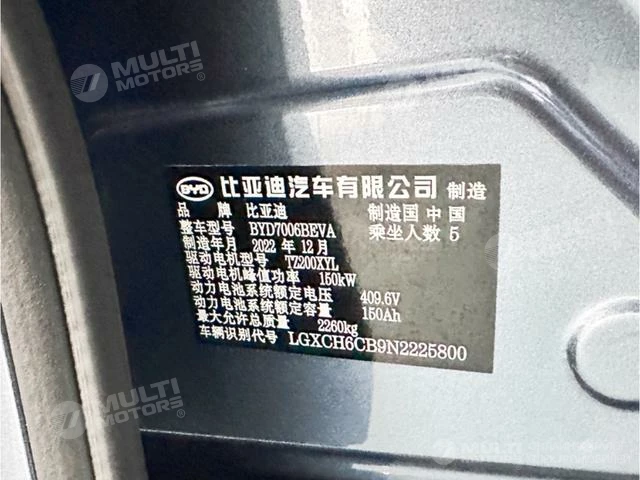 MULTI MOTORS®
BYD 比亚迪汽车有限公司 制造
品 牌 比亚迪 制造国 中 国
整车型号 BYD7006BEVA 乘坐人数 5
制造年月 2022 年 12 月
驱动电机型号 TZ200XYL
驱动电机峰值功率 150kW
动力电池系统额定电压 409.6V
动力电池系统额定容量 150Ah
最大允许总质量 2260kg
车辆识别代号 LGXCH6CB9N2225800
MULTI MOTORS®